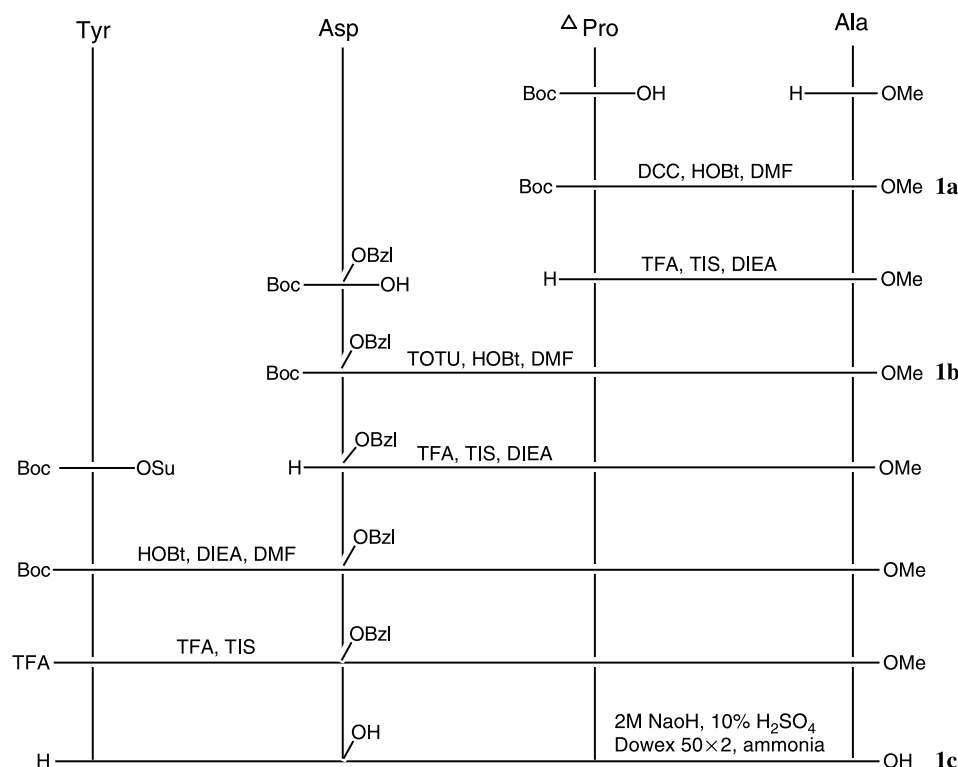 Tyr Asp △ Pro Ala
Boc OH H OMe
DCC, HOBt, DMF
Boc OMe 1a
OBzl
Boc OH H TFA, TIS, DIEA OMe
OBzl
Boc TOTU, HOBt, DMF OMe 1b
OBzl
Boc OSu H TFA, TIS, DIEA OMe
OBzl
HOBt, DIEA, DMF
Boc OMe
OBzl
TFA, TIS
TFA OMe
OH 2M NaoH, 10% H₂SO₄
Dowex 50×2, ammonia
H OH 1c